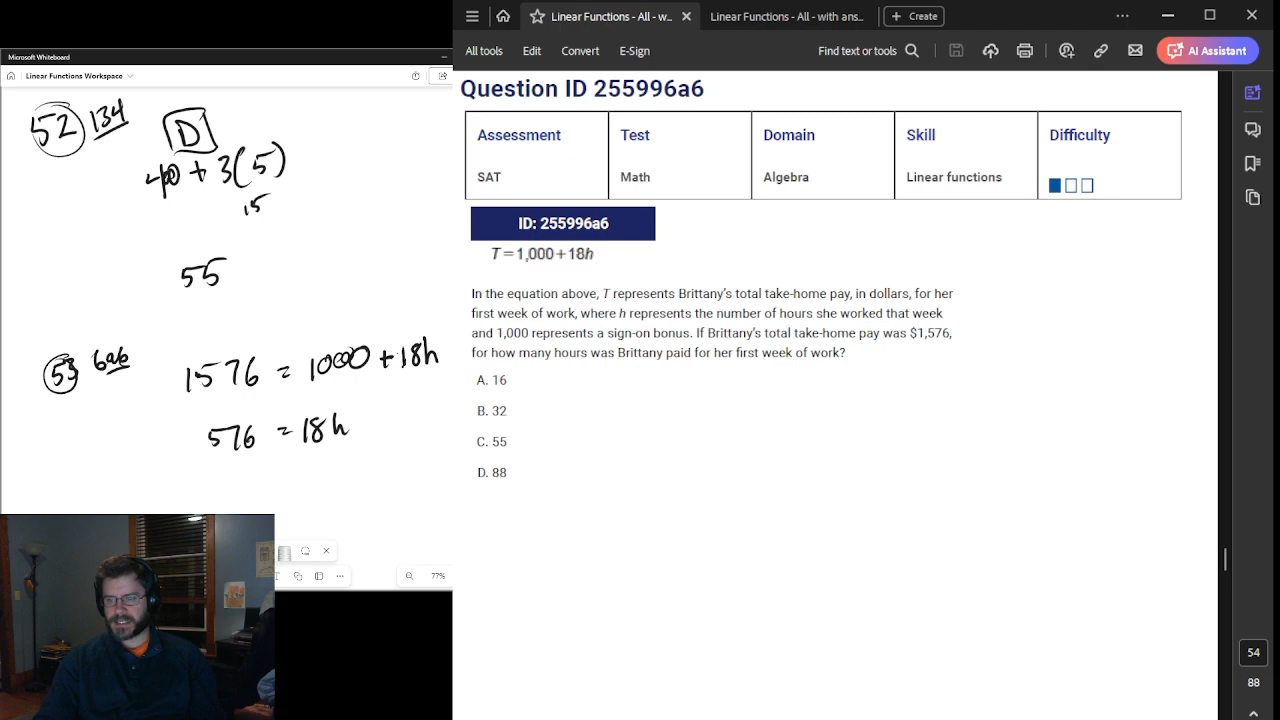 Microsoft Whiteboard
Linear Functions Workspace
52 134 D
40 + 3(5)
15
55
53 6a6 1576 = 1000 + 18h
576 = 18h
77%
Linear Functions - All - w...
Linear Functions - All - with ans...
+ Create
All tools Edit Convert E-Sign Find text or tools AI Assistant
Question ID 255996a6
Assessment Test Domain Skill Difficulty
SAT Math Algebra Linear functions
ID: 255996a6
T = 1,000 + 18h
In the equation above, T represents Brittany's total take-home pay, in dollars, for her
first week of work, where h represents the number of hours she worked that week
and 1,000 represents a sign-on bonus. If Brittany's total take-home pay was $1,576,
for how many hours was Brittany paid for her first week of work?
A. 16
B. 32
C. 55
D. 88
54
88